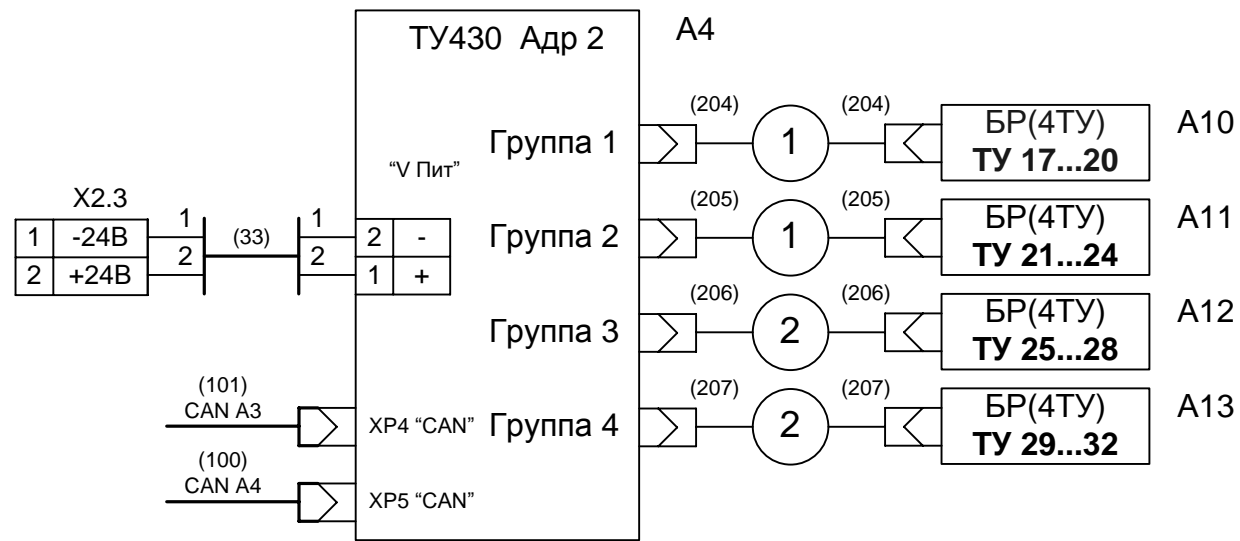 ТУ430 Адр 2
A4
(204)
(204)
Группа 1
1
БР(4ТУ)
ТУ 17...20
A10
“V Пит”
X2.3
1 -24В
2 +24В
1
2
(33)
1
2
2 -
1 +
(205)
(205)
Группа 2
1
БР(4ТУ)
ТУ 21...24
A11
(206)
(206)
Группа 3
2
БР(4ТУ)
ТУ 25...28
A12
(101)
CAN A3
XP4 “CAN”
(207)
(207)
Группа 4
2
БР(4ТУ)
ТУ 29...32
A13
(100)
CAN A4
XP5 “CAN”